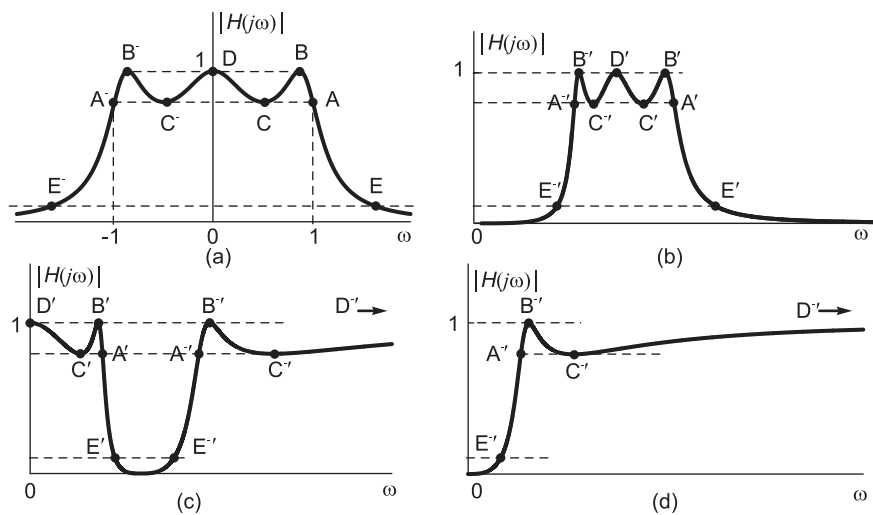 |H(jω)|
B⁻ 1 D B
A⁻ A
C⁻ C
E⁻ E
-1 0 1 ω
(a)
|H(jω)|
B⁻′ D′ B′
1
A⁻′ A′
C⁻′ C′
E⁻′ E′
0 ω
(b)
|H(jω)|
D′ B′ B⁻′ D⁻′
1
A′ A⁻′
C′ C⁻′
E′ E⁻′
0 ω
(c)
|H(jω)|
B⁻′ D⁻′
1
A⁻′
C⁻′
E⁻′
0 ω
(d)